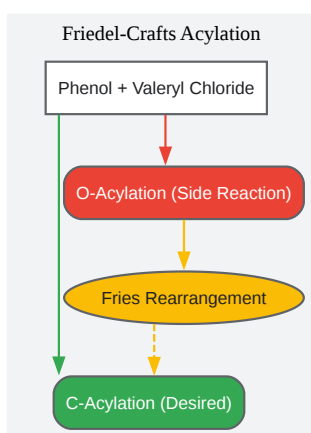 Friedel-Crafts Acylation
Phenol + Valeryl Chloride
O-Acylation (Side Reaction)
Fries Rearrangement
C-Acylation (Desired)